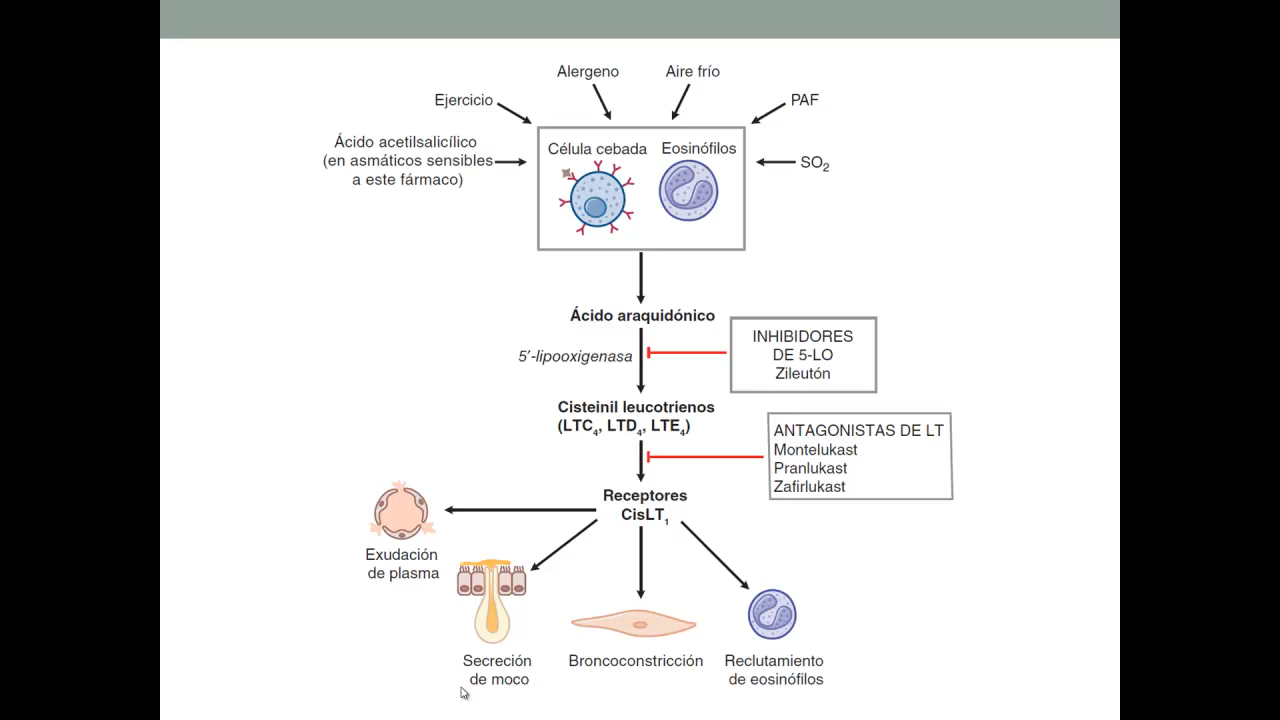 Alergeno
Aire frío
Ejercicio
PAF
Ácido acetilsalicílico
(en asmáticos sensibles
a este fármaco)
Célula cebada
Eosinófilos
SO₂
Ácido araquidónico
5′-lipooxigenasa
INHIBIDORES
DE 5-LO
Zileutón
Cisteinil leucotrienos
(LTC₄, LTD₄, LTE₄)
ANTAGONISTAS DE LT
Montelukast
Pranlukast
Zafirlukast
Receptores
CisLT₁
Exudación
de plasma
Secreción
de moco
Broncoconstricción
Reclutamiento
de eosinófilos